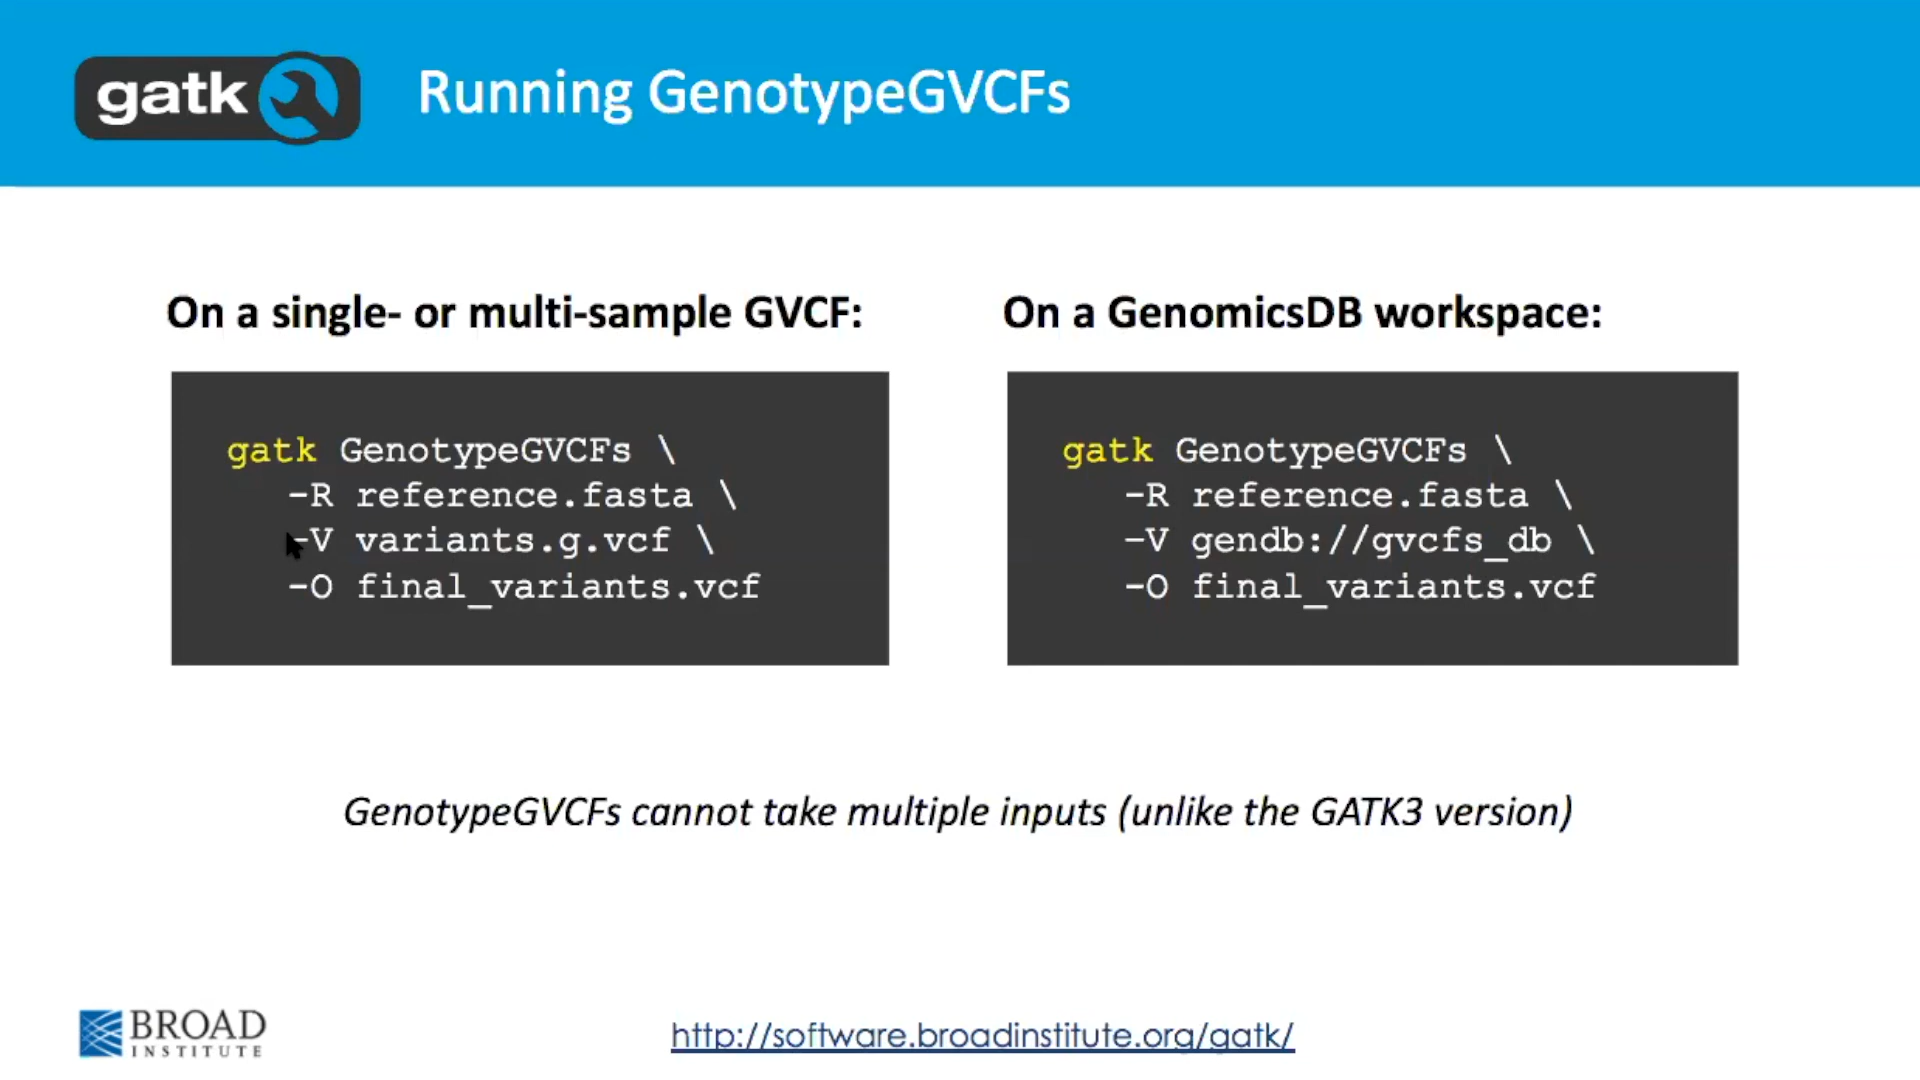 gatk
Running GenotypeGVCFs
On a single- or multi-sample GVCF:
gatk GenotypeGVCFs \
-R reference.fasta \
-V variants.g.vcf \
-O final_variants.vcf
On a GenomicsDB workspace:
gatk GenotypeGVCFs \
-R reference.fasta \
-V gendb://gvcfs_db \
-O final_variants.vcf
GenotypeGVCFs cannot take multiple inputs (unlike the GATK3 version)
BROAD
INSTITUTE
http://software.broadinstitute.org/gatk/